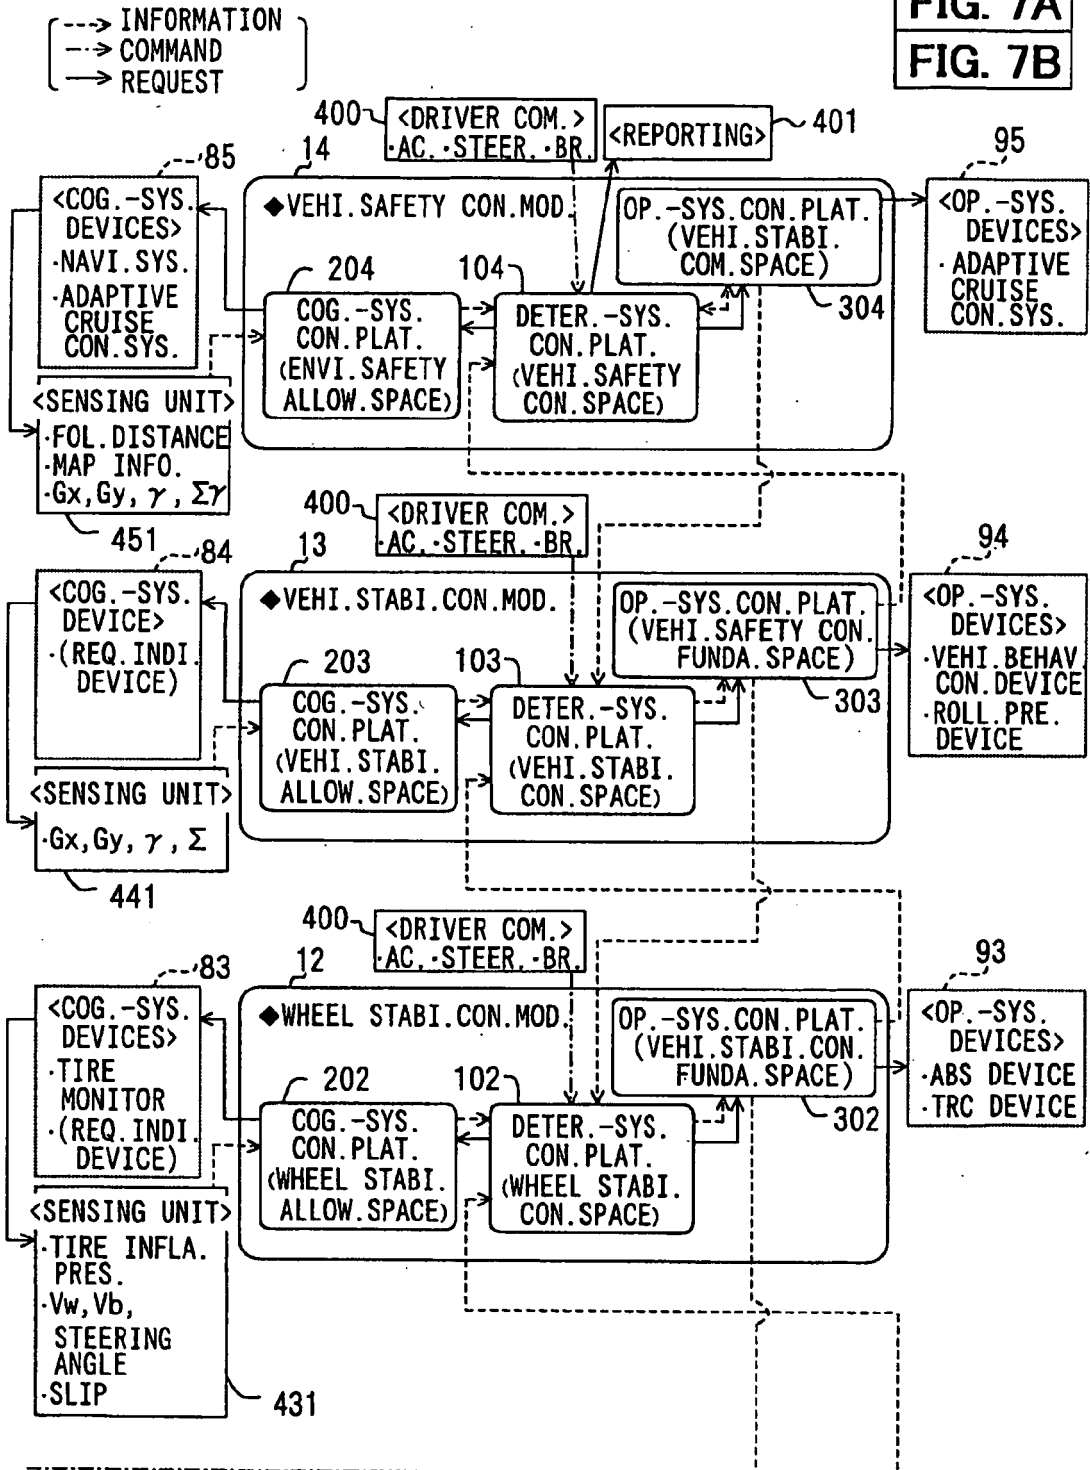 FIG. 7A
FIG. 7B
INFORMATION
COMMAND
REQUEST
400
<DRIVER COM.>
·AC.·STEER.·BR.
<REPORTING>
401
85
<COG.-SYS.
DEVICES>
·NAVI.SYS.
·ADAPTIVE
CRUISE
CON.SYS.
<SENSING UNIT>
·FOL.DISTANCE
·MAP INFO.
·Gx,Gy,γ,Σγ
451
14
◆VEHI.SAFETY CON.MOD.
204
COG.-SYS.
CON.PLAT.
(ENVI.SAFETY
ALLOW.SPACE)
104
DETER.-SYS.
CON.PLAT.
(VEHI.SAFETY
CON.SPACE)
OP.-SYS.CON.PLAT.
(VEHI.STABI.
COM.SPACE)
304
95
<OP.-SYS.
DEVICES>
·ADAPTIVE
CRUISE
CON.SYS.
400
<DRIVER COM.>
·AC.·STEER.·BR.
84
<COG.-SYS.
DEVICE>
·(REQ.INDI.
DEVICE)
<SENSING UNIT>
·Gx,Gy,γ,Σ
441
13
◆VEHI.STABI.CON.MOD.
203
COG.-SYS.
CON.PLAT.
(VEHI.STABI.
ALLOW.SPACE)
103
DETER.-SYS.
CON.PLAT.
(VEHI.STABI.
CON.SPACE)
OP.-SYS.CON.PLAT.
(VEHI.SAFETY CON.
FUNDA.SPACE)
303
94
<OP.-SYS.
DEVICES>
·VEHI.BEHAV.
CON.DEVICE
·ROLL.PRE.
DEVICE
400
<DRIVER COM.>
·AC.·STEER.·BR.
83
<COG.-SYS.
DEVICES>
·TIRE
MONITOR
·(REQ.INDI.
DEVICE)
<SENSING UNIT>
·TIRE INFLA.
PRES.
·Vw,Vb,
STEERING
ANGLE
·SLIP
431
12
◆WHEEL STABI.CON.MOD.
202
COG.-SYS.
CON.PLAT.
(WHEEL STABI.
ALLOW.SPACE)
102
DETER.-SYS.
CON.PLAT.
(WHEEL STABI.
CON.SPACE)
OP.-SYS.CON.PLAT.
(VEHI.STABI.CON.
FUNDA.SPACE)
302
93
<OP.-SYS.
DEVICES>
·ABS DEVICE
·TRC DEVICE